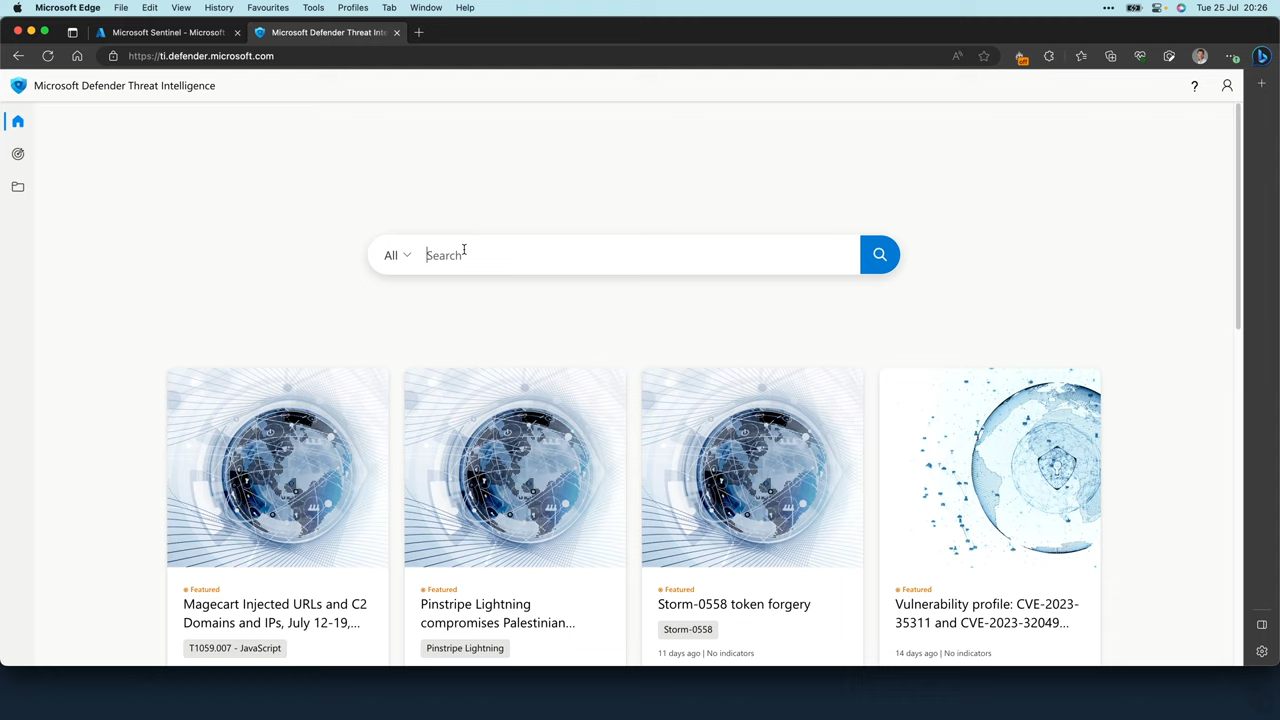 Microsoft Edge File Edit View History Favourites Tools Profiles Tab Window Help Tue 25 Jul 20:26
Microsoft Sentinel - Microsoft Microsoft Defender Threat Inte
https://ti.defender.microsoft.com
off
Microsoft Defender Threat Intelligence
?
All Search
Featured
Magecart Injected URLs and C2
Domains and IPs, July 12-19,...
T1059.007 - JavaScript
Featured
Pinstripe Lightning
compromises Palestinian...
Pinstripe Lightning
Featured
Storm-0558 token forgery
Storm-0558
11 days ago | No indicators
Featured
Vulnerability profile: CVE-2023-
35311 and CVE-2023-32049...
14 days ago | No indicators